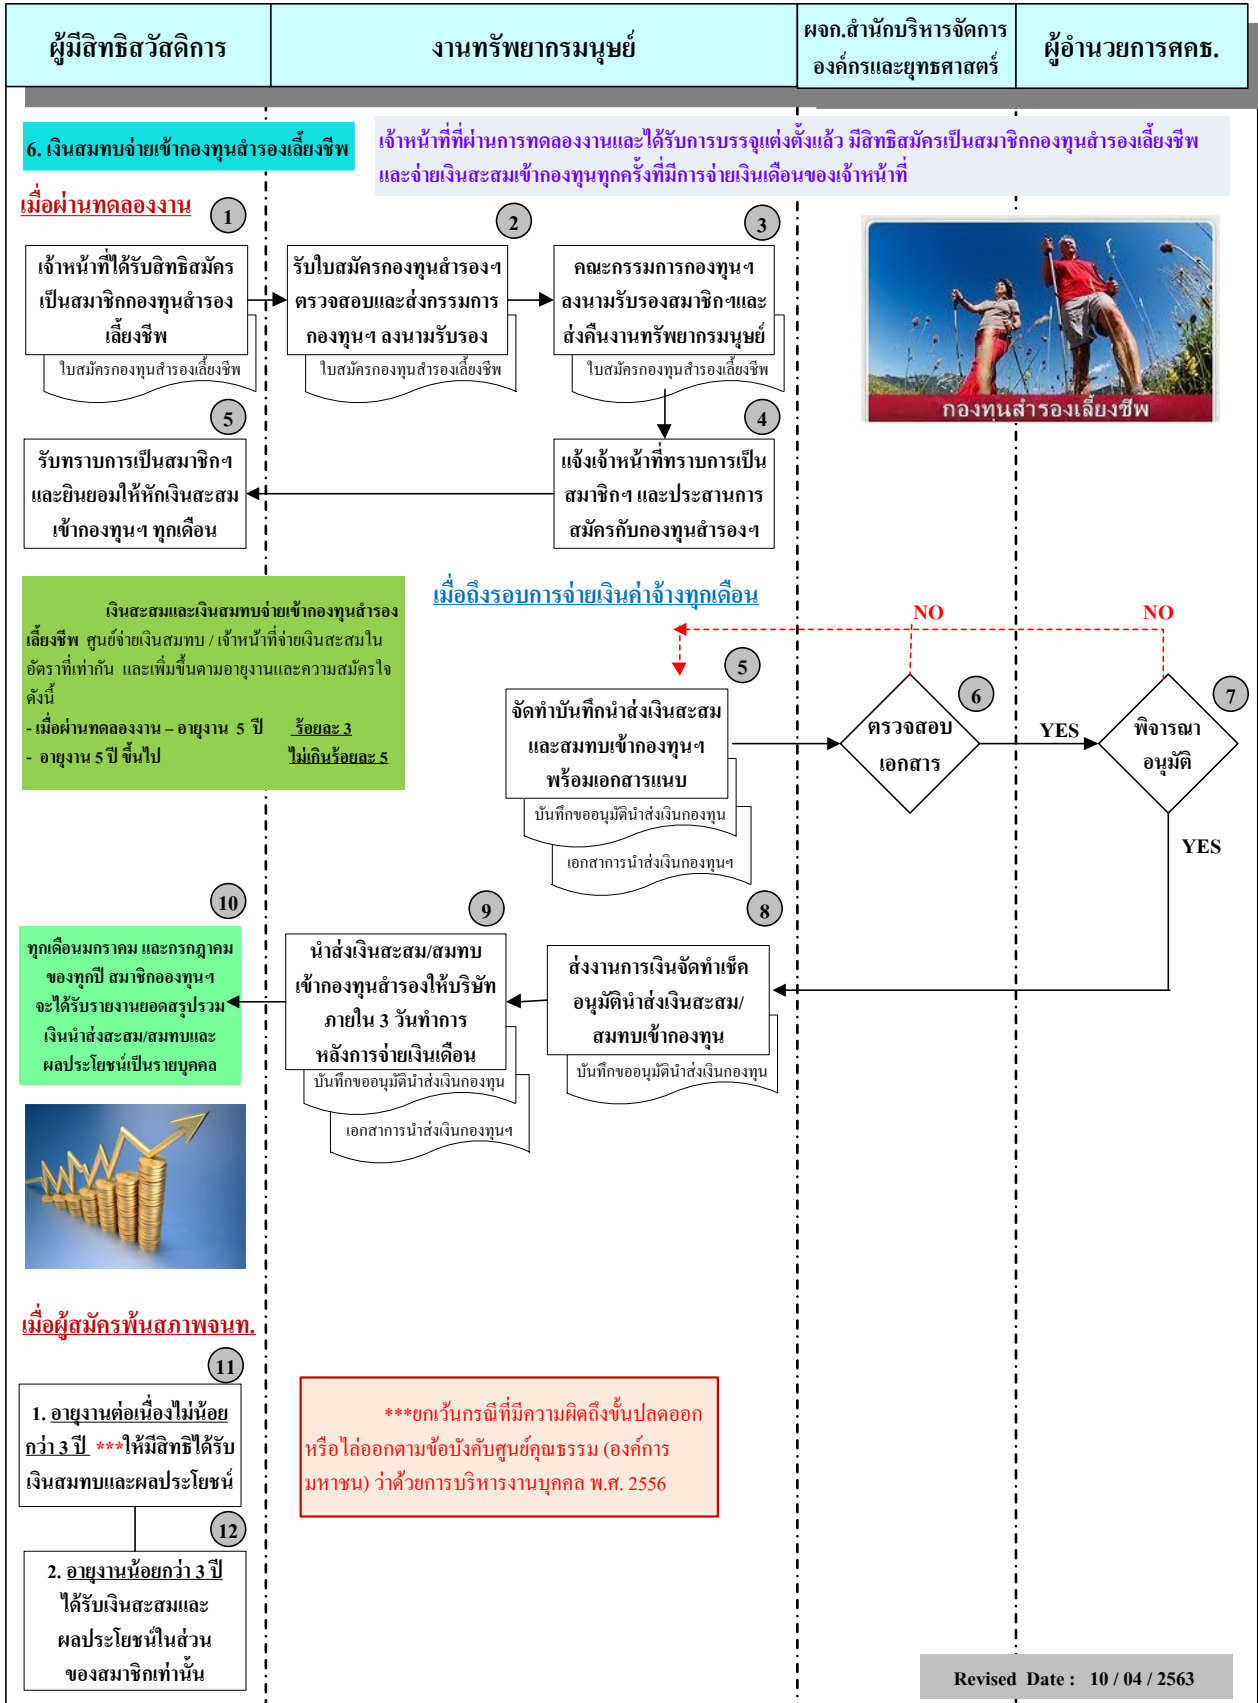 ผู้มีสิทธิสวัสดิการ
งานทรัพยากรมนุษย์
ผจก.สำนักบริหารจัดการ
องค์กรและยุทธศาสตร์
ผู้อำนวยการศคธ.
6. เงินสมทบจ่ายเข้ากองทุนสำรองเลี้ยงชีพ
เจ้าหน้าที่ที่ผ่านการทดลองงานและได้รับการบรรจุแต่งตั้งแล้ว มีสิทธิสมัครเป็นสมาชิกกองทุนสำรองเลี้ยงชีพ
และจ่ายเงินสะสมเข้ากองทุนทุกครั้งที่มีการจ่ายเงินเดือนของเจ้าหน้าที่
เมื่อผ่านทดลองงาน
1
เจ้าหน้าที่ได้รับสิทธิสมัคร
เป็นสมาชิกกองทุนสำรอง
เลี้ยงชีพ
ใบสมัครกองทุนสำรองเลี้ยงชีพ
2
รับใบสมัครกองทุนสำรองฯ
ตรวจสอบและส่งกรรมการ
กองทุนฯ ลงนามรับรอง
ใบสมัครกองทุนสำรองเลี้ยงชีพ
3
คณะกรรมการกองทุนฯ
ลงนามรับรองสมาชิกฯและ
ส่งคืนงานทรัพยากรมนุษย์
ใบสมัครกองทุนสำรองเลี้ยงชีพ
กองทุนสำรองเลี้ยงชีพ
4
แจ้งเจ้าหน้าที่ทราบการเป็น
สมาชิกฯ และประสานการ
สมัครกับกองทุนสำรองฯ
5
รับทราบการเป็นสมาชิกฯ
และยินยอมให้หักเงินสะสม
เข้ากองทุนฯ ทุกเดือน
เงินสะสมและเงินสมทบจ่ายเข้ากองทุนสำรอง
เลี้ยงชีพ ศูนย์จ่ายเงินสมทบ / เจ้าหน้าที่จ่ายเงินสะสมใน
อัตราที่เท่ากัน และเพิ่มขึ้นตามอายุงานและความสมัครใจ
ดังนี้
- เมื่อผ่านทดลองงาน – อายุงาน 5 ปี ร้อยละ 3
- อายุงาน 5 ปี ขึ้นไป ไม่เกินร้อยละ 5
เมื่อถึงรอบการจ่ายเงินค่าจ้างทุกเดือน
NO
NO
5
จัดทำบันทึกนำส่งเงินสะสม
และสมทบเข้ากองทุนฯ
พร้อมเอกสารแนบ
บันทึกขออนุมัตินำส่งเงินกองทุน
เอกสาการนำส่งเงินกองทุนฯ
6
ตรวจสอบ
เอกสาร
YES
7
พิจารณา
อนุมัติ
YES
8
ส่งงานการเงินจัดทำเช็ค
อนุมัตินำส่งเงินสะสม/
สมทบเข้ากองทุน
บันทึกขออนุมัตินำส่งเงินกองทุน
9
นำส่งเงินสะสม/สมทบ
เข้ากองทุนสำรองให้บริษัท
ภายใน 3 วันทำการ
หลังการจ่ายเงินเดือน
บันทึกขออนุมัตินำส่งเงินกองทุน
เอกสาการนำส่งเงินกองทุนฯ
10
ทุกเดือนมกราคม และกรกฎาคม
ของทุกปี สมาชิกอองทุนฯ
จะได้รับรายงานยอดสรุปรวม
เงินนำส่งสะสม/สมทบและ
ผลประโยชน์เป็นรายบุคคล
เมื่อผู้สมัครพ้นสภาพจนท.
11
1. อายุงานต่อเนื่องไม่น้อย
กว่า 3 ปี ***ให้มีสิทธิได้รับ
เงินสมทบและผลประโยชน์
***ยกเว้นกรณีที่มีความผิดถึงขั้นปลดออก
หรือไล่ออกตามข้อบังคับศูนย์คุณธรรม (องค์การ
มหาชน) ว่าด้วยการบริหารงานบุคคล พ.ศ. 2556
12
2. อายุงานน้อยกว่า 3 ปี
ได้รับเงินสะสมและ
ผลประโยชน์ในส่วน
ของสมาชิกเท่านั้น
Revised Date : 10 / 04 / 2563